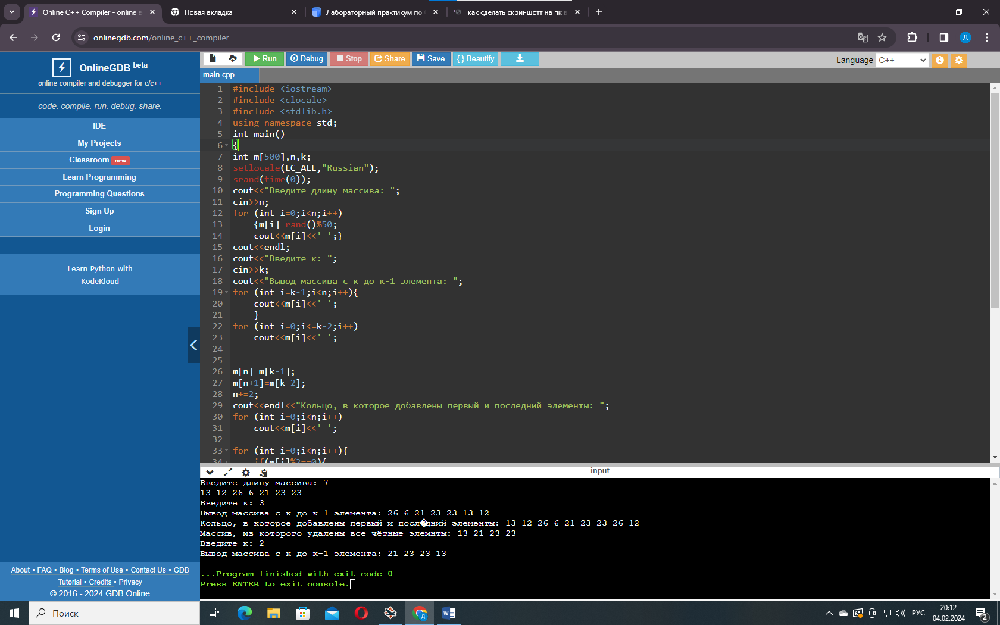 Online C++ Compiler - online e
Новая вкладка
Лабораторный практикум по
как сделать скриншотт на пк в
onlinegdb.com/online_c++_compiler
Д
OnlineGDB beta
online compiler and debugger for c/c++
code. compile. run. debug. share.
IDE
My Projects
Classroom new
Learn Programming
Programming Questions
Sign Up
Login
Learn Python with
KodeKloud
About • FAQ • Blog • Terms of Use • Contact Us • GDB
Tutorial • Credits • Privacy
© 2016 - 2024 GDB Online
Run Debug Stop Share Save { } Beautify
Language C++
main.cpp
1 #include <iostream>
2 #include <clocale>
3 #include <stdlib.h>
4 using namespace std;
5 int main()
6 {
7 int m[500],n,k;
8 setlocale(LC_ALL,"Russian");
9 srand(time(0));
10 cout<<"Введите длину массива: ";
11 cin>>n;
12 for (int i=0;i<n;i++)
13 {m[i]=rand()%50;
14 cout<<m[i]<<' ';}
15 cout<<endl;
16 cout<<"Введите к: ";
17 cin>>k;
18 cout<<"Вывод массива с к до к-1 элемента: ";
19 for (int i=k-1;i<n;i++){
20 cout<<m[i]<<' ';
21 }
22 for (int i=0;i<=k-2;i++)
23 cout<<m[i]<<' ';
24
25
26 m[n]=m[k-1];
27 m[n+1]=m[k-2];
28 n+=2;
29 cout<<endl<<"Кольцо, в которое добавлены первый и последний элементы: ";
30 for (int i=0;i<n;i++)
31 cout<<m[i]<<' ';
32
33 for (int i=0;i<n;i++){
34 if(m[i]%2==0){
input
Введите длину массива: 7
13 12 26 6 21 23 23
Введите к: 3
Вывод массива с к до к-1 элемента: 26 6 21 23 23 13 12
Кольцо, в которое добавлены первый и посл�дний элементы: 13 12 26 6 21 23 23 26 12
Массив, из которого удалены все чётные элемнты: 13 21 23 23
Введите к: 2
Вывод массива с к до к-1 элемента: 21 23 23 13
...Program finished with exit code 0
Press ENTER to exit console.
Поиск
РУС
20:12
04.02.2024
2